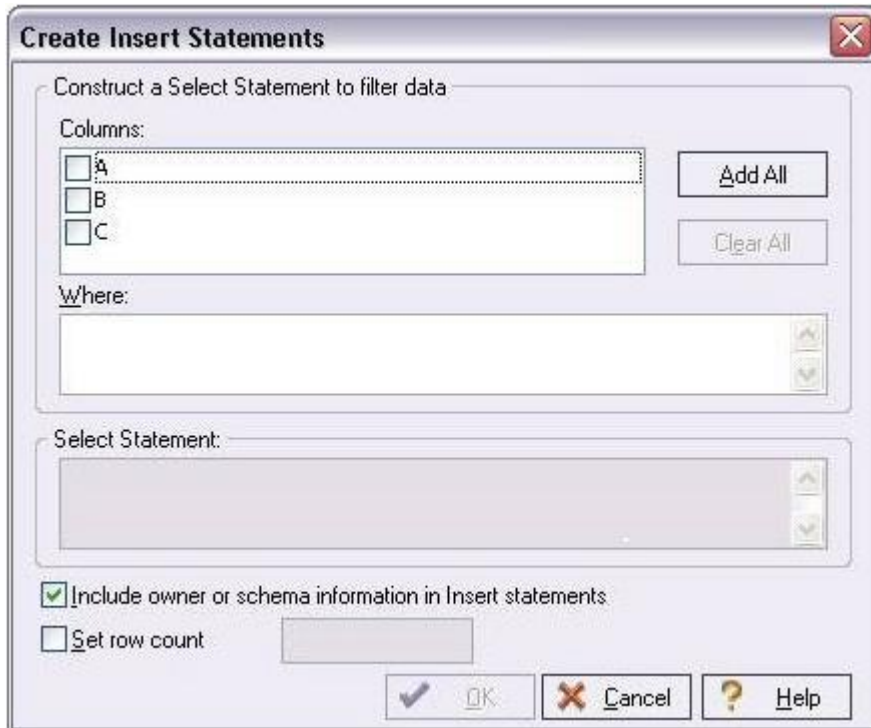 Create Insert Statements
Construct a Select Statement to filter data
Columns:
A
B
C
Add All
Clear All
Where:
Select Statement:
Include owner or schema information in Insert statements
Set row count
OK
Cancel
Help